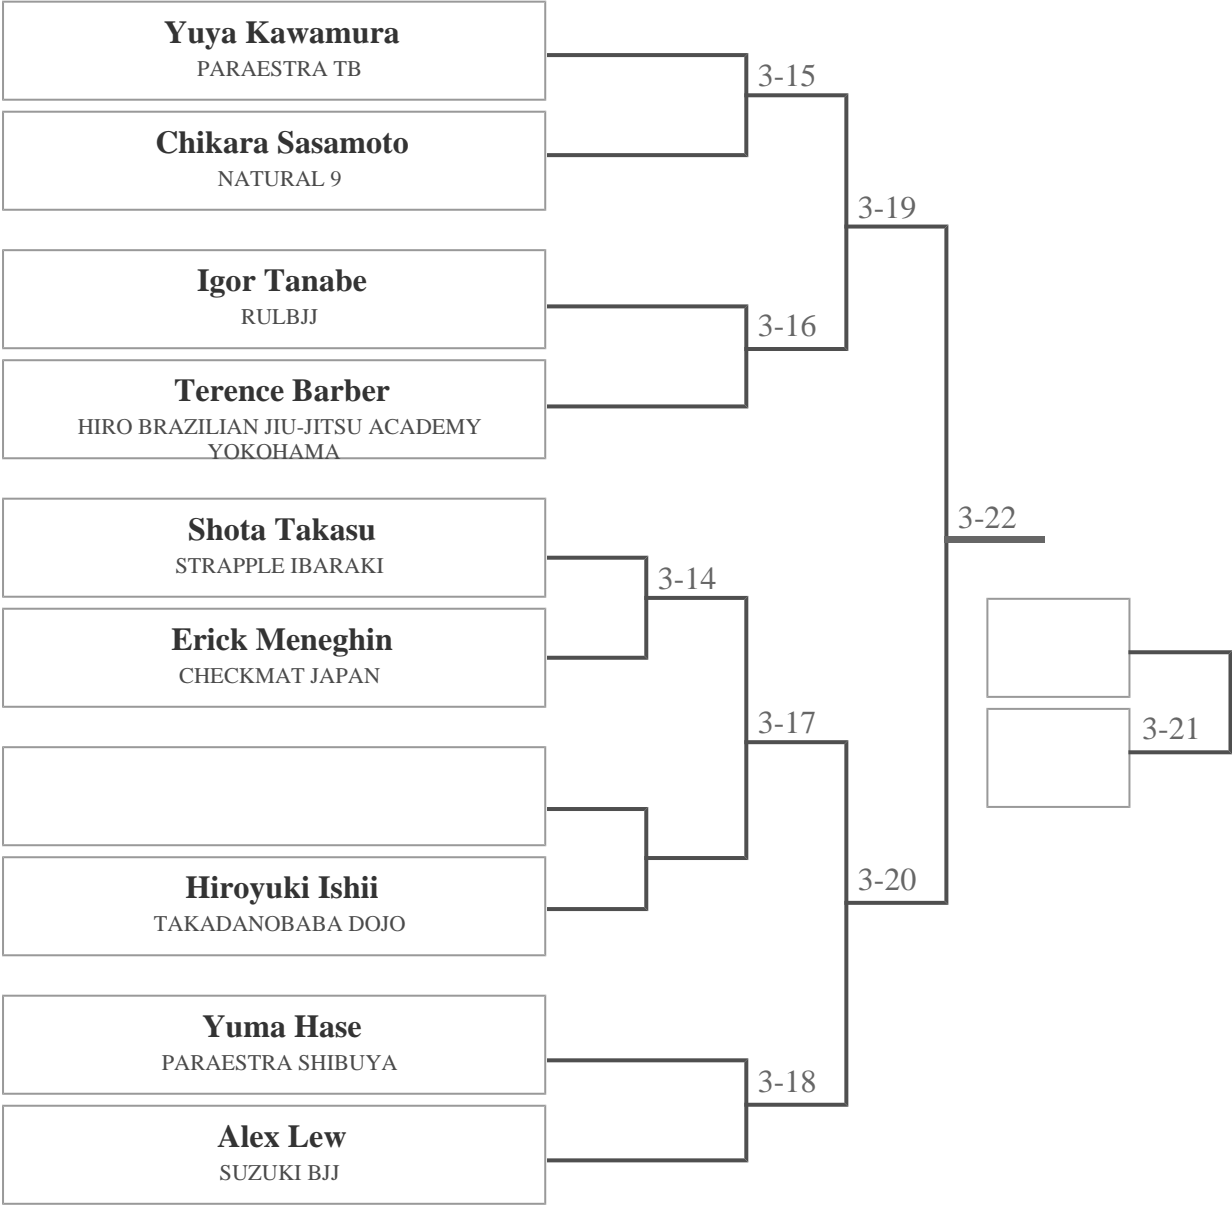 Yuya Kawamura
PARAESTRA TB
3-15
Chikara Sasamoto
NATURAL 9
3-19
Igor Tanabe
RULBJJ
3-16
Terence Barber
HIRO BRAZILIAN JIU-JITSU ACADEMY
YOKOHAMA
Shota Takasu
STRAPPLE IBARAKI
3-22
3-14
Erick Meneghin
CHECKMAT JAPAN
3-17
3-21
Hiroyuki Ishii
TAKADANOBABA DOJO
3-20
Yuma Hase
PARAESTRA SHIBUYA
3-18
Alex Lew
SUZUKI BJJ